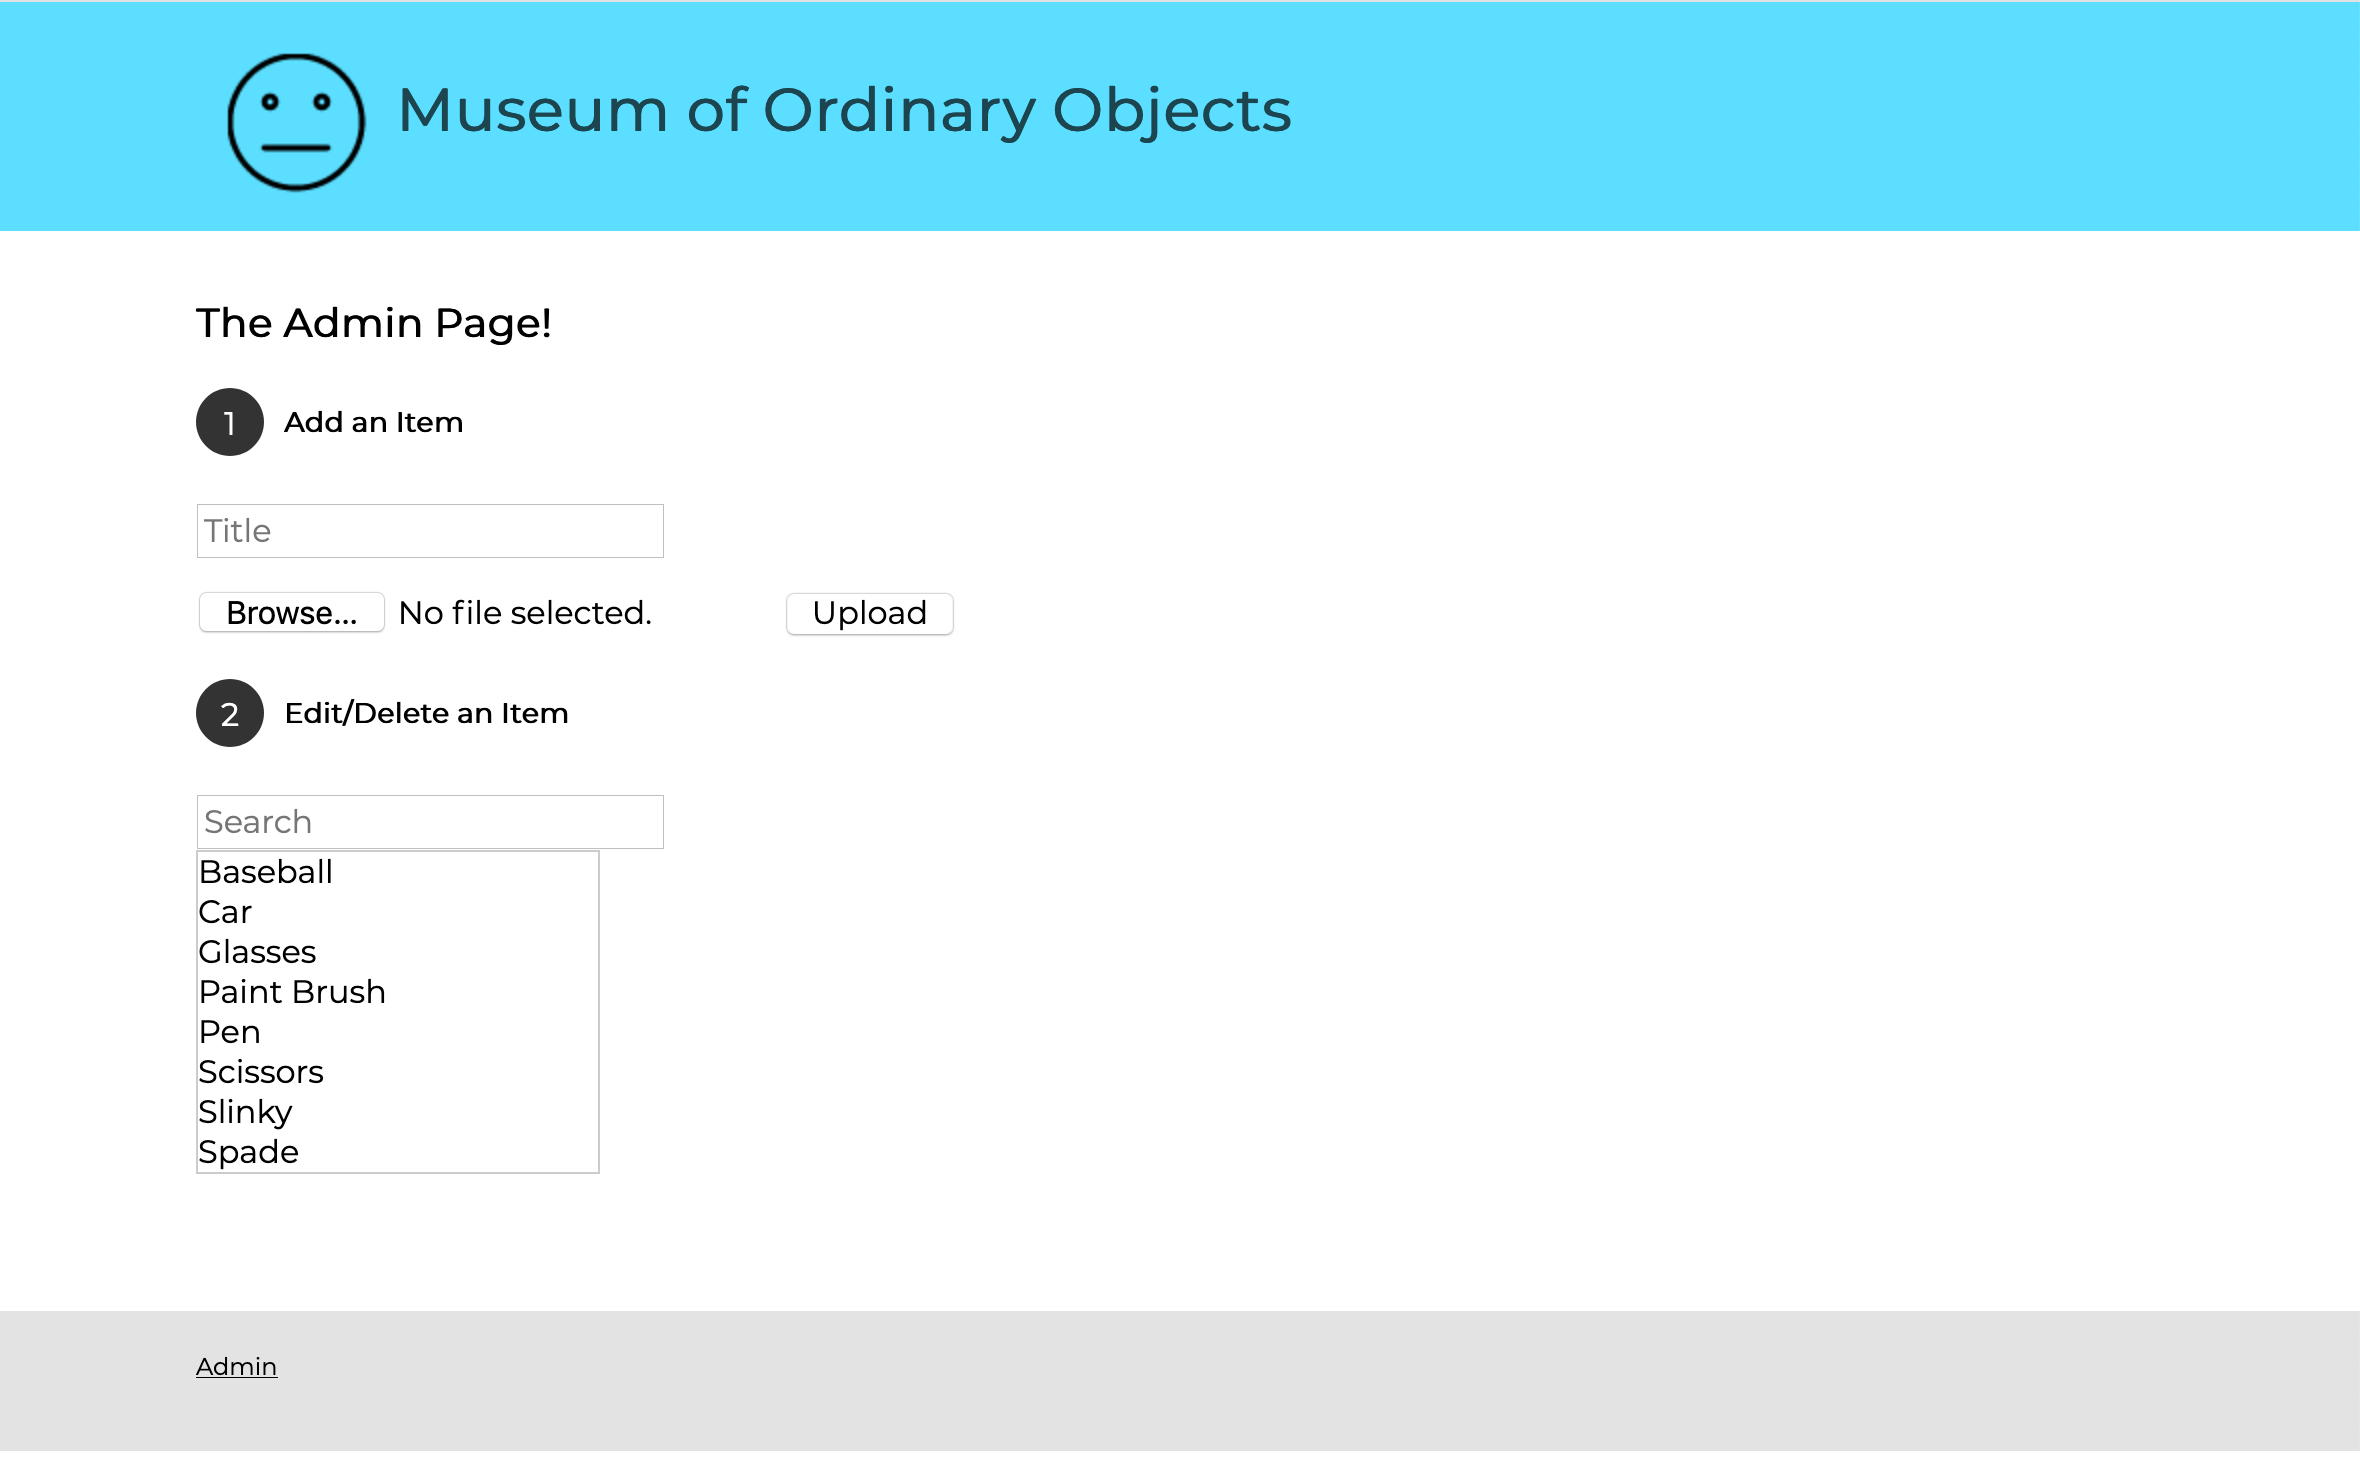 Museum of Ordinary Objects
The Admin Page!
1 Add an Item
Title
Browse... No file selected. Upload
2 Edit/Delete an Item
Search
Baseball
Car
Glasses
Paint Brush
Pen
Scissors
Slinky
Spade
Admin